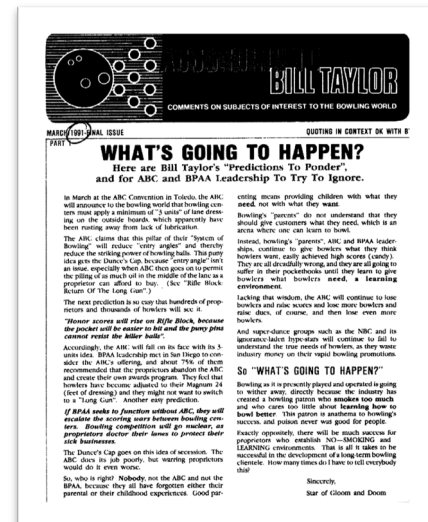 BILL TAYLOR
COMMENTS ON SUBJECTS OF INTEREST TO THE BOWLING WORLD
MARCH/1991-FINAL ISSUE
QUOTING IN CONTEXT OK WITH B'
PART 1
WHAT'S GOING TO HAPPEN?
Here are Bill Taylor's "Predictions To Ponder",
and for ABC and BPAA Leadership To Try To Ignore.
In March at the ABC Convention in Toledo, the ABC
will announce to the bowling world that bowling cen-
ters must apply a minimum of "3 units" of lane dress-
ing on the outside boards, which apparently have
been rusting away from lack of lubrication.
The ABC claims that this pillar of their "System of
Bowling" will reduce "entry angles" and thereby
reduce the striking power of bowling balls. This puny
idea gets the Dunce's Cap, because "entry angle" isn't
an issue, especially when ABC then goes on to permit
the piling of as much oil in the middle of the lane as a
proprietor can afford to buy. (See "Rifle Block:
Return Of The Long Gun".)
The next prediction is so easy that hundreds of prop-
rietors and thousands of bowlers will see it.
"Honor scores will rise on Rifle Block, because
the pocket will be easier to hit and the puny pins
cannot resist the killer balls".
Accordingly, the ABC will fall on its face with its 3-
units idea. BPAA leadership met in San Diego to con-
sider the ABC's offering, and about 75% of them
recommended that the proprietors abandon the ABC
and create their own awards program. They feel that
bowlers have become adjusted to their Magnum 24
(feet of dressing) and they might not want to switch
to a "Long Gun". Another easy prediction.
If BPAA seeks to function without ABC, they will
escalate the scoring wars between bowling cen-
ters. Bowling competition will go nuclear, as
proprietors doctor their lanes to protect their
sick businesses.
The Dunce's Cap goes on this idea of secession. The
ABC does its job poorly, but warring proprietors
would do it even worse.
So, who is right? Nobody, not the ABC and not the
BPAA, because they all have forgotten either their
parental or their childhood experiences. Good par-
enting means providing children with what they
need, not with what they want.
Bowling's "parents" do not understand that they
should give customers what they need, which is an
arena where one can learn to bowl.
Instead, bowling's "parents", ABC and BPAA leader-
ships, continue to give bowlers what they think
bowlers want, easily achieved high scores (candy).
They are all dreadfully wrong, and they are all going to
suffer in their pocketbooks until they learn to give
bowlers what bowlers need, a learning
environment.
Lacking that wisdom, the ABC will continue to lose
bowlers and raise scores and lose more bowlers and
raise dues, of course, and then lose even more
bowlers.
And super-dunce groups such as the NBC and its
ignorance-laden hype-stars will continue to fail to
understand the true needs of bowlers, as they waste
industry money on their vapid bowling promotions.
So "WHAT'S GOING TO HAPPEN?"
Bowling as it is presently played and operated is going
to wither away, directly because the industry has
created a bowling patron who smokes too much
and who cares too little about learning how to
bowl better. This patron is anathema to bowling's
success, and poison never was good for people.
Exactly oppositely, there will be much success for
proprietors who establish NO—SMOKING and
LEARNING environments. That is all it takes to be
successful in the development of a long-term bowling
clientele. How many times do I have to tell everybody
this?
Sincerely,
Star of Gloom and Doom